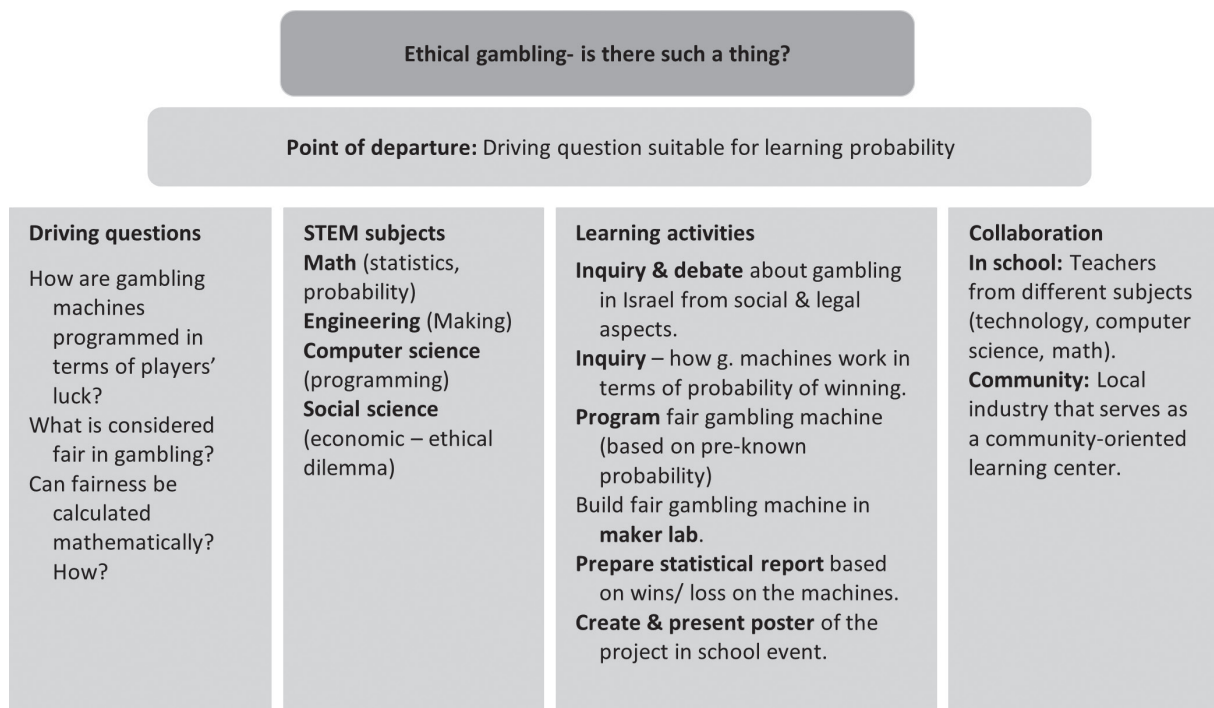 Ethical gambling- is there such a thing?
Point of departure: Driving question suitable for learning probability
Driving questions
How are gambling
machines
programmed in
terms of players’
luck?
What is considered
fair in gambling?
Can fairness be
calculated
mathematically?
How?
STEM subjects
Math (statistics,
probability)
Engineering (Making)
Computer science
(programming)
Social science
(economic – ethical
dilemma)
Learning activities
Inquiry & debate about gambling
in Israel from social & legal
aspects.
Inquiry – how g. machines work in
terms of probability of winning.
Program fair gambling machine
(based on pre-known
probability)
Build fair gambling machine in
maker lab.
Prepare statistical report based
on wins/ loss on the machines.
Create & present poster of the
project in school event.
Collaboration
In school: Teachers
from different subjects
(technology, computer
science, math).
Community: Local
industry that serves as
a community-oriented
learning center.